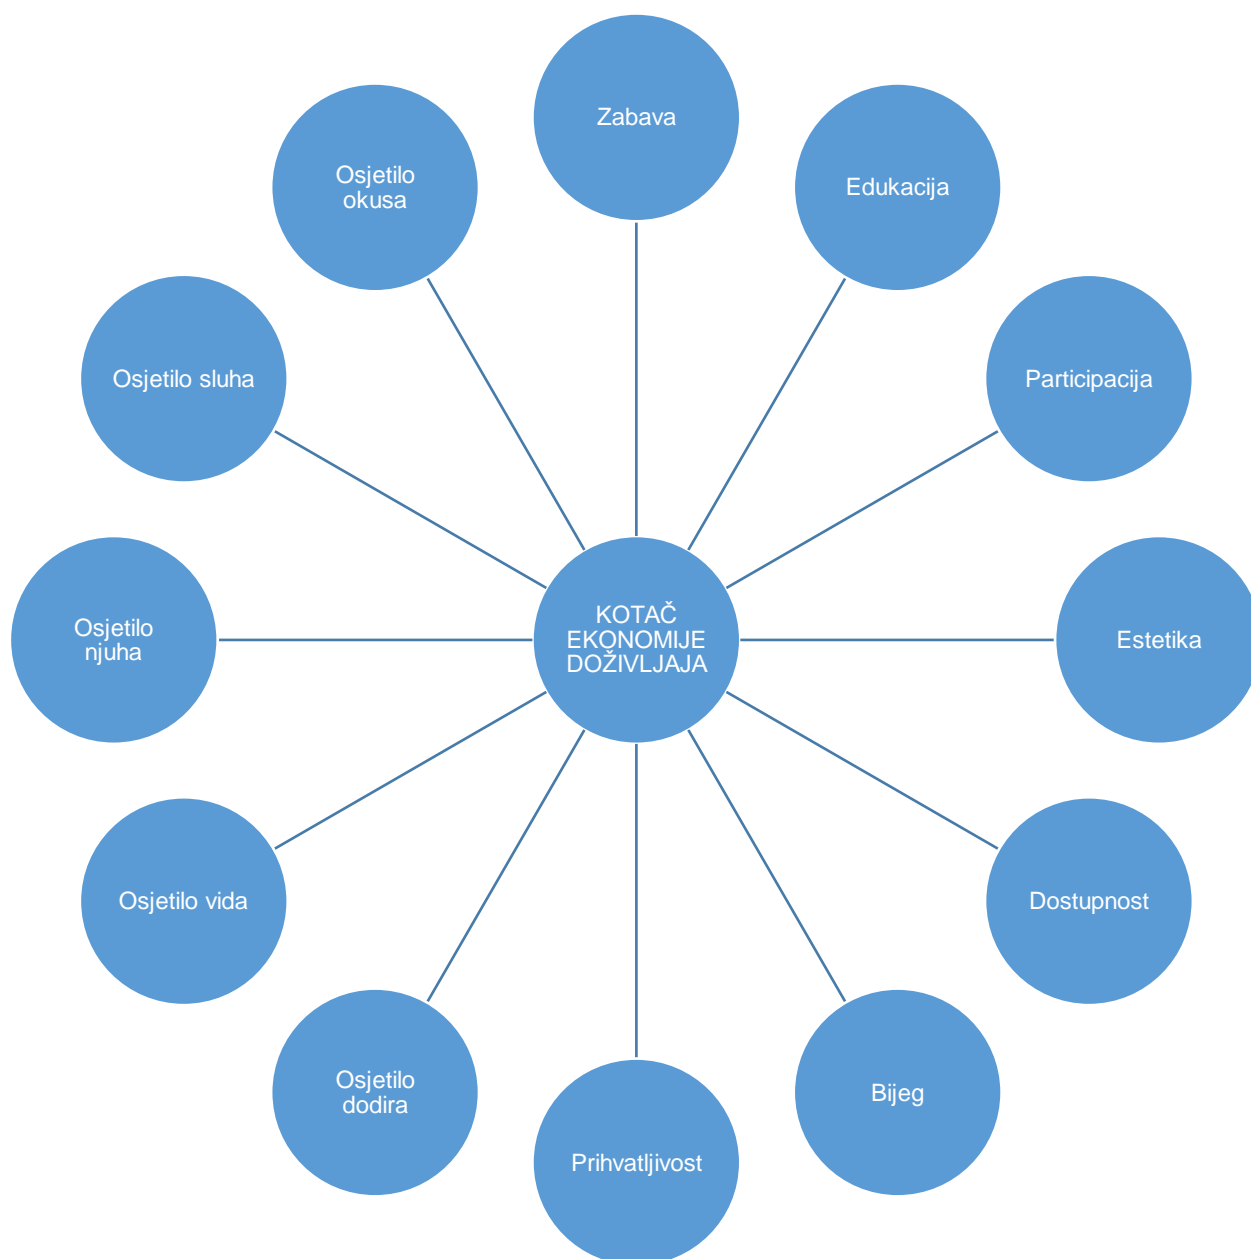 Zabava
Edukacija
Participacija
Estetika
Dostupnost
Bijeg
Prihvatljivost
Osjetilo
dodira
Osjetilo vida
Osjetilo
njuha
Osjetilo sluha
Osjetilo
okusa
KOTAČ
EKONOMIJE
DOŽIVLJAJA